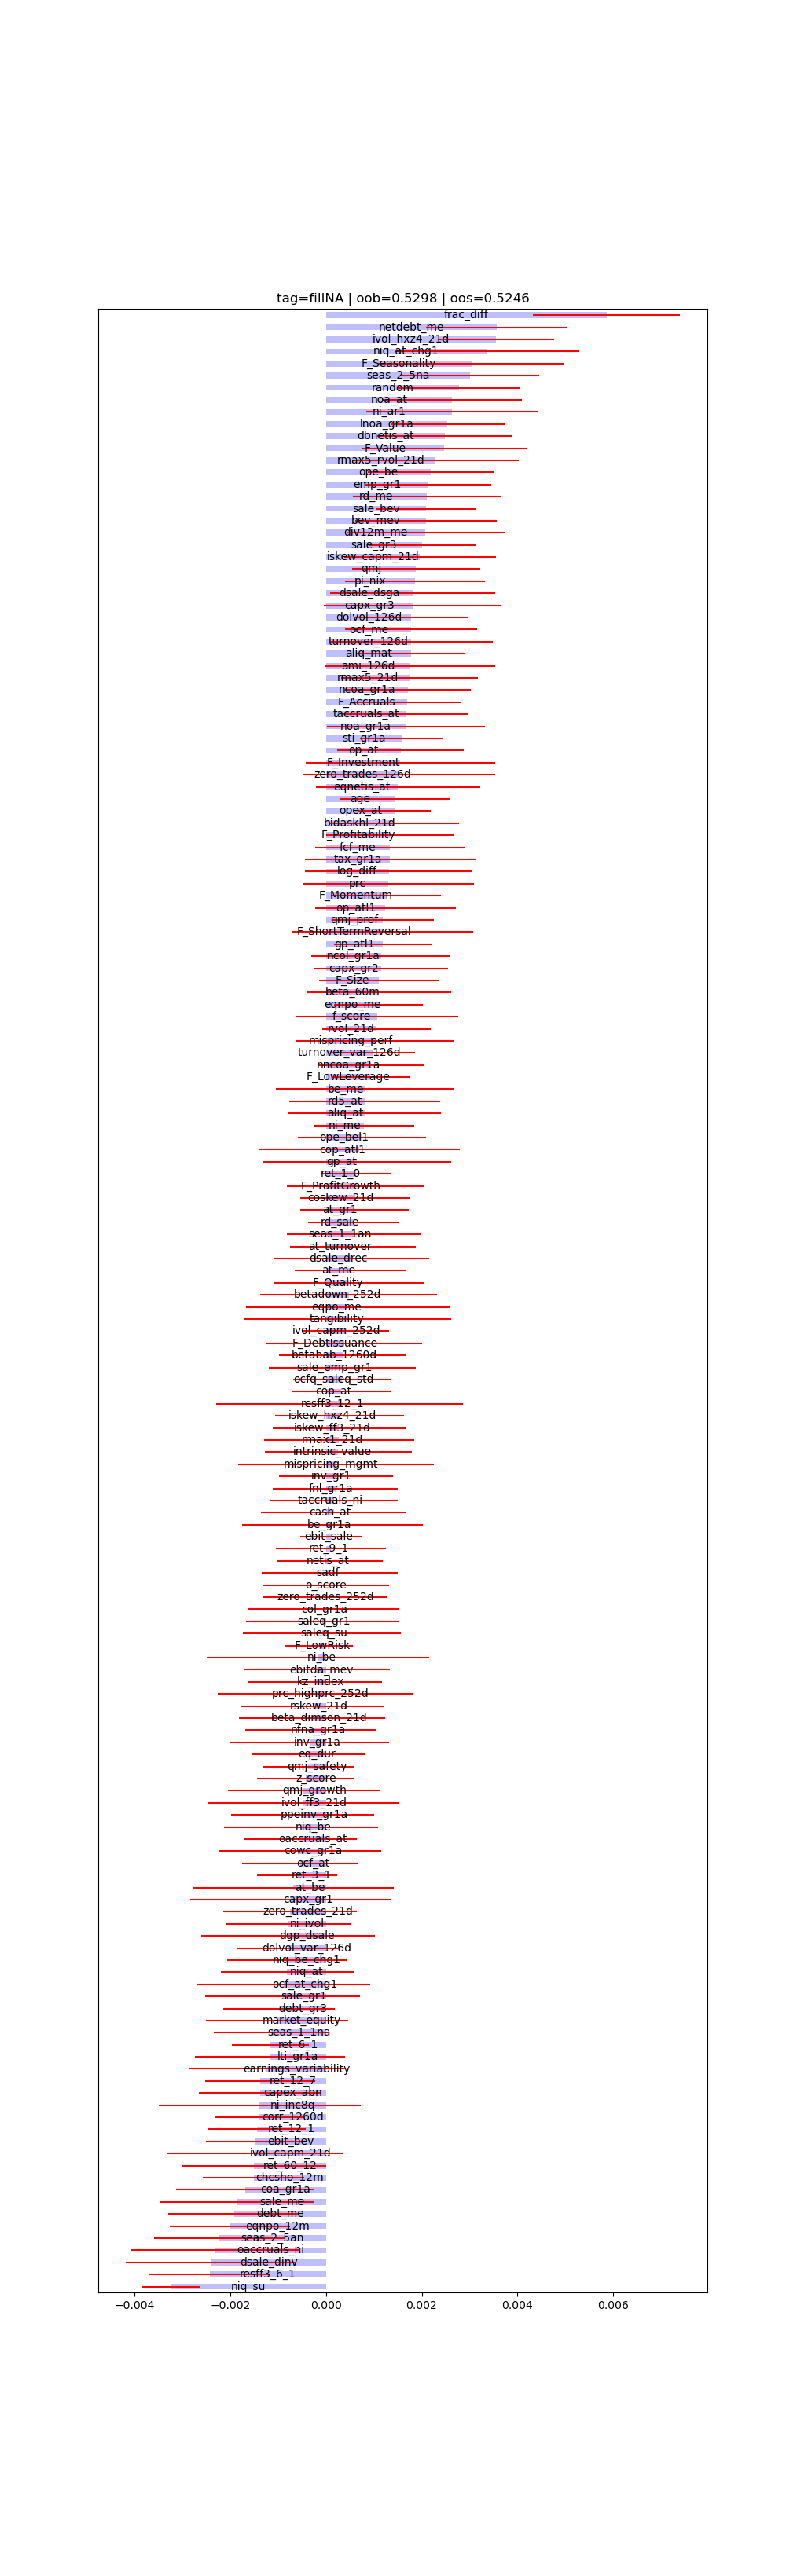 tag=fillNA | oob=0.5298 | oos=0.5246
frac_diff
netdebt_me
ivol_hxz4_21d
niq_at_chg1
F_Seasonality
seas_2_5na
random
noa_at
ni_ar1
lnoa_gr1a
dbnetis_at
F_Value
rmax5_rvol_21d
ope_be
emp_gr1
rd_me
sale_bev
bev_mev
div12m_me
sale_gr3
iskew_capm_21d
qmj
pi_nix
dsale_dsga
capx_gr3
dolvol_126d
ocf_me
turnover_126d
aliq_mat
ami_126d
rmax5_21d
ncoa_gr1a
F_Accruals
taccruals_at
noa_gr1a
sti_gr1a
op_at
F_Investment
zero_trades_126d
eqnetis_at
age
opex_at
bidaskhl_21d
F_Profitability
fcf_me
tax_gr1a
log_diff
prc
F_Momentum
op_atl1
qmj_prof
F_ShortTermReversal
gp_atl1
ncol_gr1a
capx_gr2
F_Size
beta_60m
eqnpo_me
f_score
rvol_21d
mispricing_perf
turnover_var_126d
nncoa_gr1a
F_LowLeverage
be_me
rd5_at
aliq_at
ni_me
ope_bel1
cop_atl1
gp_at
ret_1_0
F_ProfitGrowth
coskew_21d
at_gr1
rd_sale
seas_1_1an
at_turnover
dsale_drec
at_me
F_Quality
betadown_252d
eqpo_me
tangibility
ivol_capm_252d
F_DebtIssuance
betabab_1260d
sale_emp_gr1
ocfq_saleq_std
cop_at
resff3_12_1
iskew_hxz4_21d
iskew_ff3_21d
rmax1_21d
intrinsic_value
mispricing_mgmt
inv_gr1
fnl_gr1a
taccruals_ni
cash_at
be_gr1a
ebit_sale
ret_9_1
netis_at
sadf
o_score
zero_trades_252d
col_gr1a
saleq_gr1
saleq_su
F_LowRisk
ni_be
ebitda_mev
kz_index
prc_highprc_252d
rskew_21d
beta_dimson_21d
nfna_gr1a
inv_gr1a
eq_dur
qmj_safety
z_score
qmj_growth
ivol_ff3_21d
ppeinv_gr1a
niq_be
oaccruals_at
cowc_gr1a
ocf_at
ret_3_1
at_be
capx_gr1
zero_trades_21d
ni_ivol
dgp_dsale
dolvol_var_126d
niq_be_chg1
niq_at
ocf_at_chg1
sale_gr1
debt_gr3
market_equity
seas_1_1na
ret_6_1
lti_gr1a
earnings_variability
ret_12_7
capex_abn
ni_inc8q
corr_1260d
ret_12_1
ebit_bev
ivol_capm_21d
ret_60_12
chcsho_12m
coa_gr1a
sale_me
debt_me
eqnpo_12m
seas_2_5an
oaccruals_ni
dsale_dinv
resff3_6_1
niq_su
−0.004 −0.002 0.000 0.002 0.004 0.006